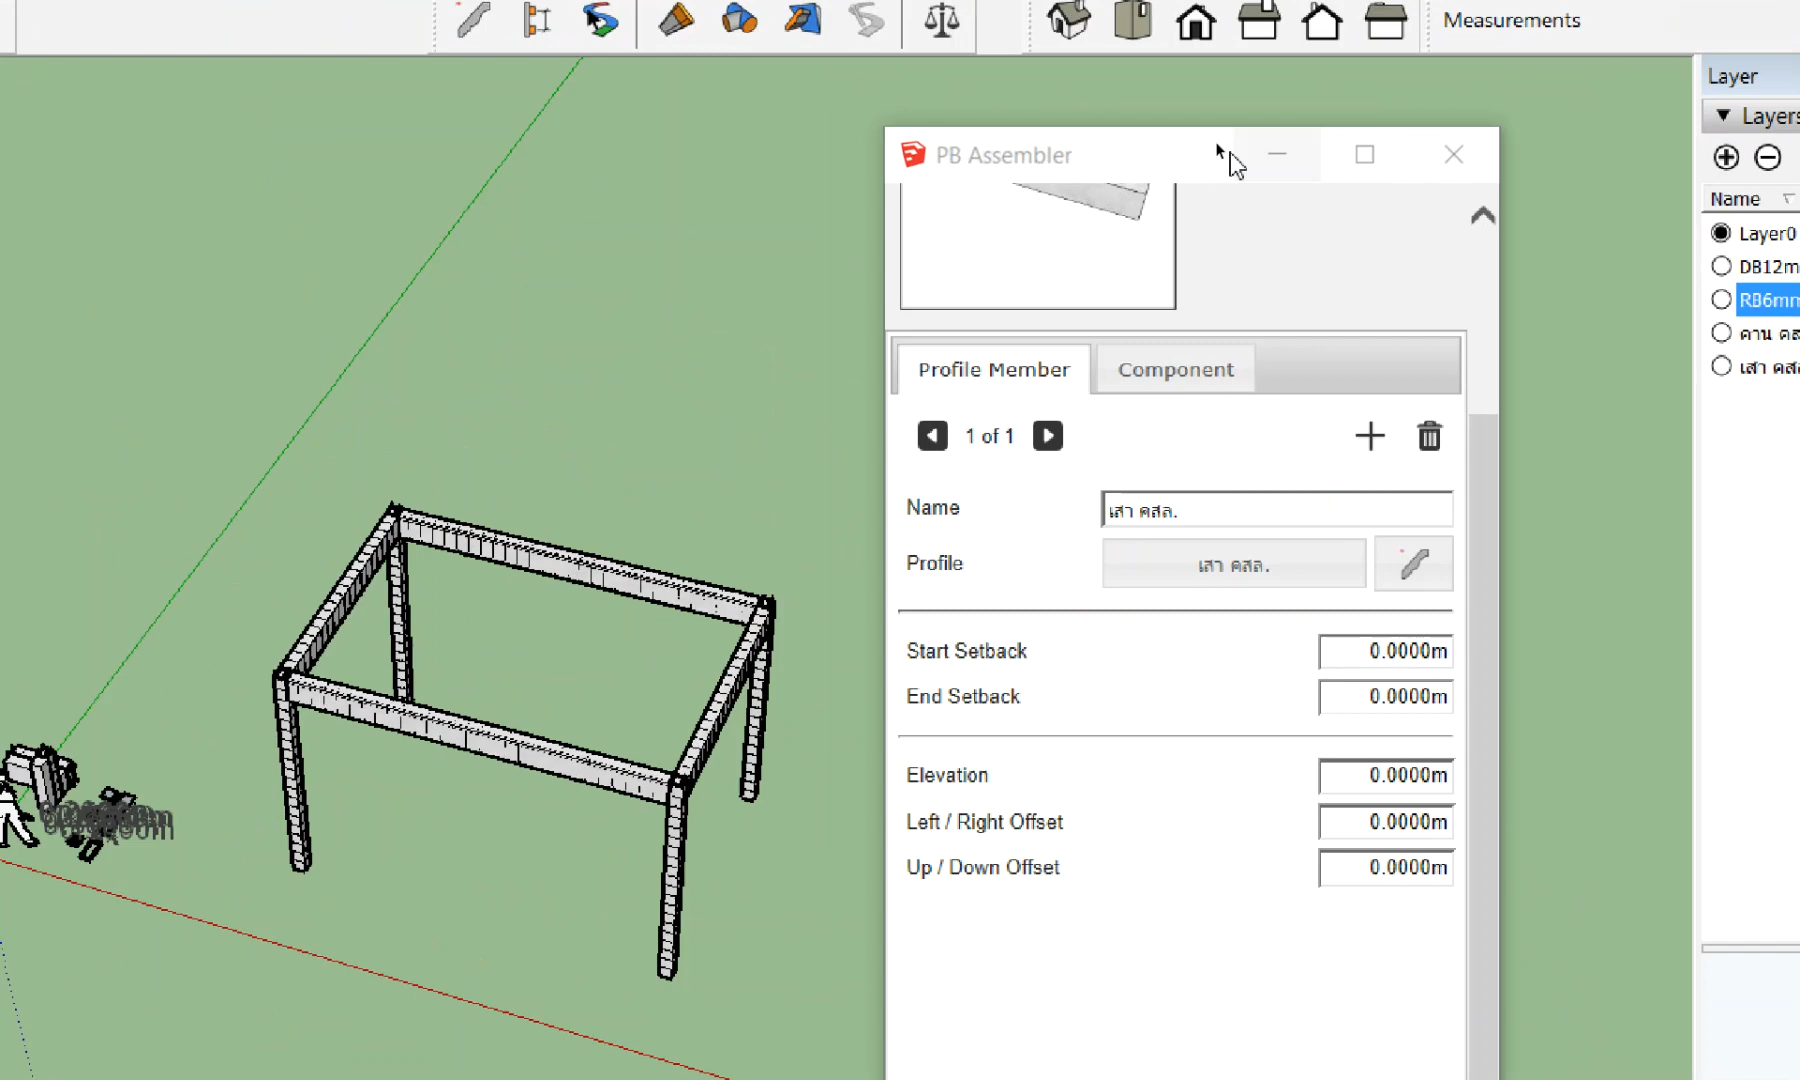 Measurements
Layer
Layers
PB Assembler
Name
Layer0
DB12m
RB6mm
คาน คส
เสา คสล
Profile Member
Component
1 of 1
Name
เสา คสล.
Profile
เสา คสล.
Start Setback
0.0000m
End Setback
0.0000m
Elevation
0.0000m
Left / Right Offset
0.0000m
Up / Down Offset
0.0000m